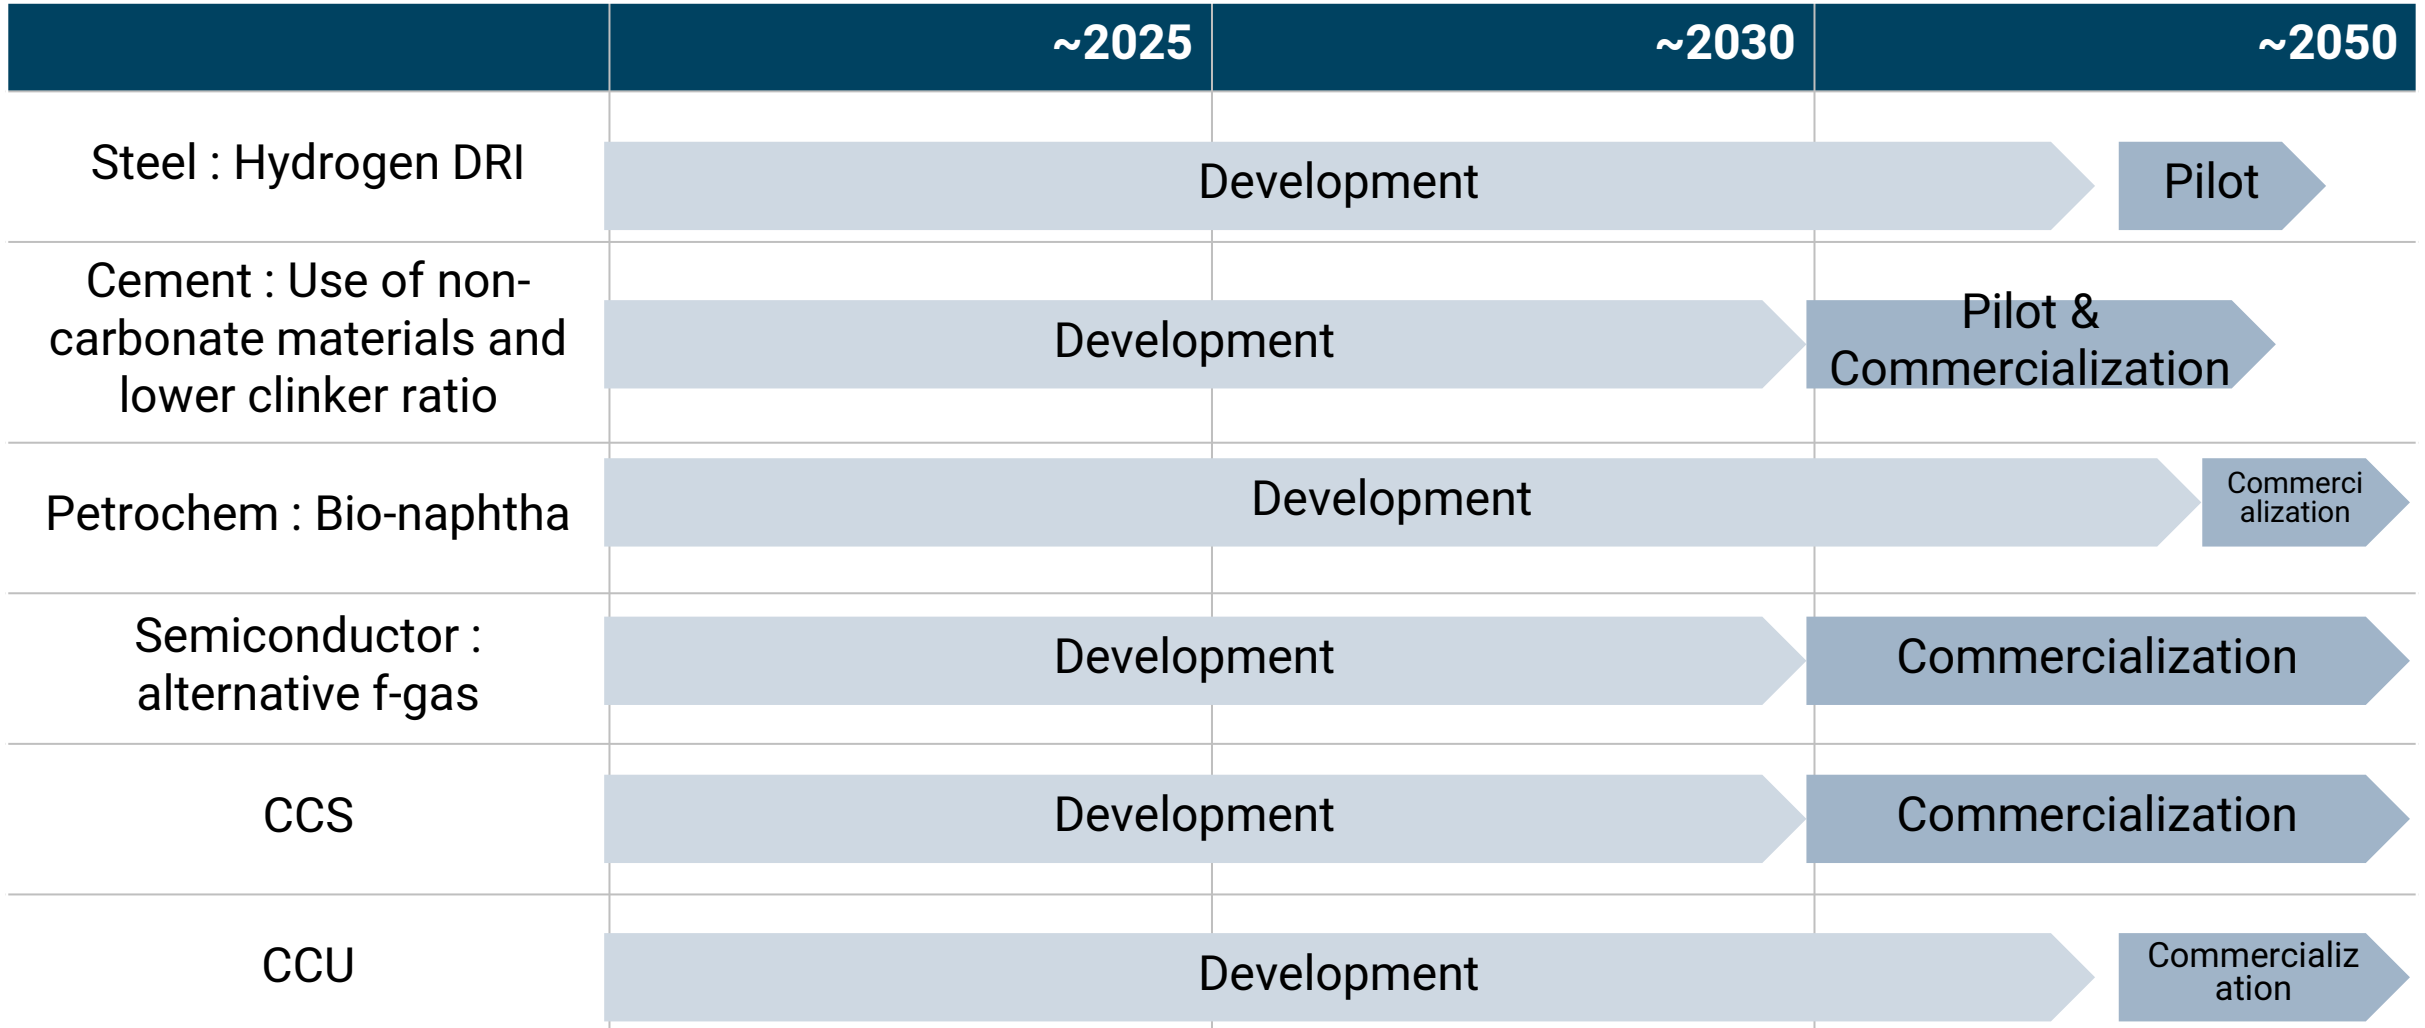 ~2025
~2030
~2050
Steel : Hydrogen DRI
Development
Pilot
Cement : Use of non-
carbonate materials and
lower clinker ratio
Development
Pilot &
Commercialization
Petrochem : Bio-naphtha
Development
Commerci
alization
Semiconductor :
alternative f-gas
Development
Commercialization
CCS
Development
Commercialization
CCU
Development
Commercializ
ation